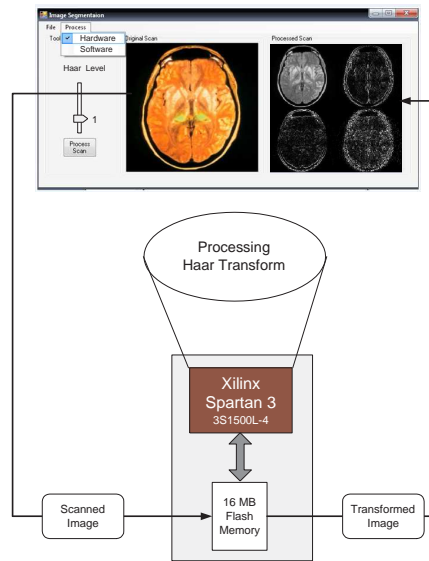 Image Segmentaion
File Process
Hardware
Software
Original Scan
Processed Scan
Haar Level
1
Process
Scan
Processing
Haar Transform
Xilinx
Spartan 3
3S1500L-4
16 MB
Flash
Memory
Scanned
Image
Transformed
Image